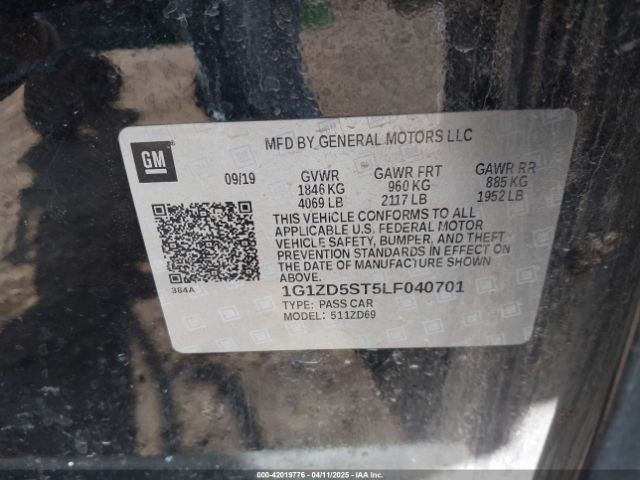 MFD BY GENERAL MOTORS LLC
GM
09/19 GVWR GAWR FRT GAWR RR
1846 KG 960 KG 885 KG
4069 LB 2117 LB 1952 LB
THIS VEHICLE CONFORMS TO ALL
APPLICABLE U.S. FEDERAL MOTOR
VEHICLE SAFETY, BUMPER, AND THEFT
PREVENTION STANDARDS IN EFFECT ON
THE DATE OF MANUFACTURE SHOWN
ABOVE.
384A
1G1ZD5ST5LF040701
TYPE: PASS CAR
MODEL: 511ZD69
000-42019776 - 04/11/2025 - IAAI.COM